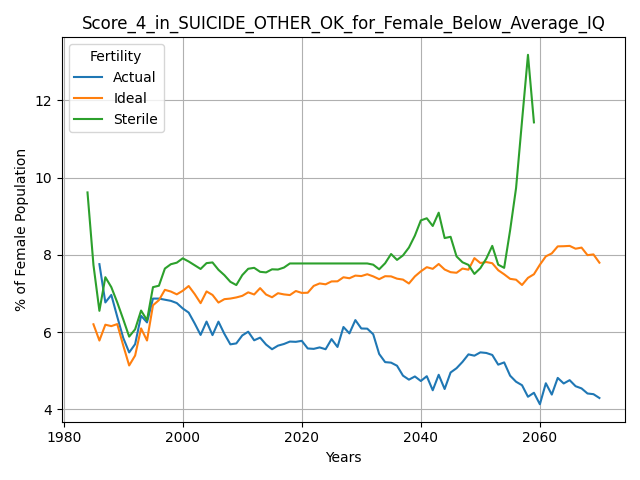 Score_4_in_SUICIDE_OTHER_OK_for_Female_Below_Average_IQ
Fertility
Actual
Ideal
Sterile
% of Female Population
12
10
8
6
4
1980
2000
2020
2040
2060
Years